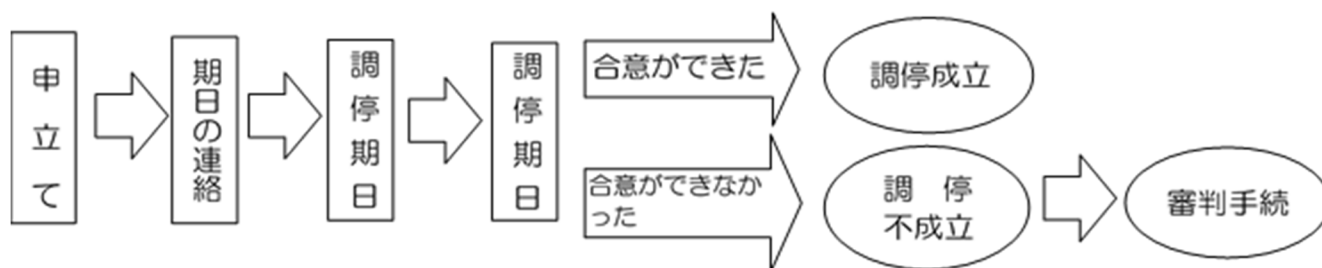 申立て
期日の連絡
調停期日
調停期日
合意ができた
調停成立
合意ができなか
った
調　停
不成立
審判手続